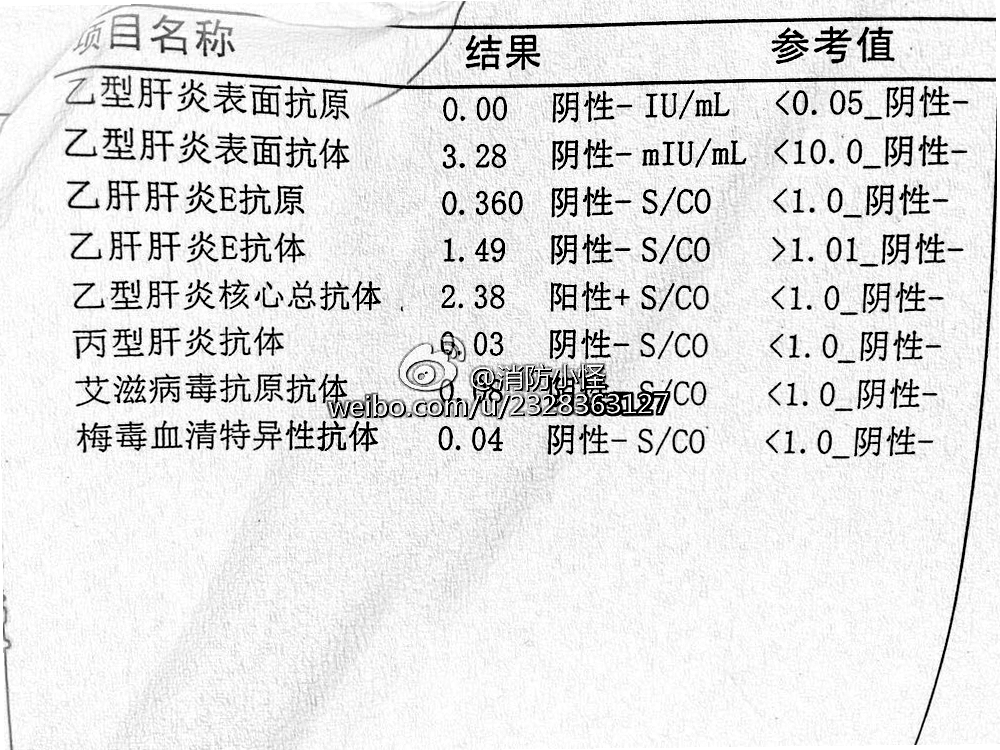 项目名称 结果 参考值
乙型肝炎表面抗原 0.00 阴性- IU/mL <0.05_阴性-
乙型肝炎表面抗体 3.28 阴性- mIU/mL <10.0_阴性-
乙肝肝炎E抗原 0.360 阴性- S/CO <1.0_阴性-
乙肝肝炎E抗体 1.49 阴性- S/CO >1.01_阴性-
乙型肝炎核心总抗体 2.38 阳性+ S/CO <1.0_阴性-
丙型肝炎抗体 0.03 阴性- S/CO <1.0_阴性-
艾滋病毒抗原抗体 S/CO <1.0_阴性-
@消防小怪
weibo.com/u/2328363127
梅毒血清特异性抗体 0.04 阴性- S/CO <1.0_阴性-